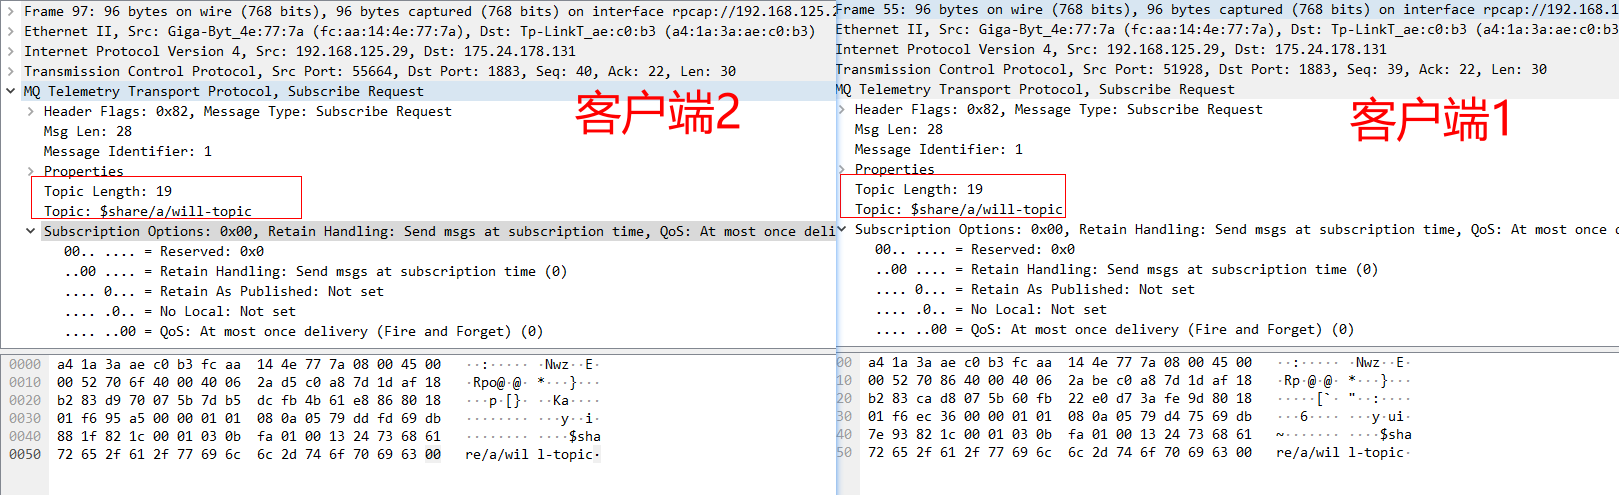 Frame 97: 96 bytes on wire (768 bits), 96 bytes captured (768 bits) on interface rpcap://192.168.125.2
Ethernet II, Src: Giga-Byt_4e:77:7a (fc:aa:14:4e:77:7a), Dst: Tp-LinkT_ae:c0:b3 (a4:1a:3a:ae:c0:b3)
Internet Protocol Version 4, Src: 192.168.125.29, Dst: 175.24.178.131
Transmission Control Protocol, Src Port: 55664, Dst Port: 1883, Seq: 40, Ack: 22, Len: 30
MQ Telemetry Transport Protocol, Subscribe Request
Header Flags: 0x82, Message Type: Subscribe Request
客户端2
Msg Len: 28
Message Identifier: 1
Properties
Topic Length: 19
Topic: $share/a/will-topic
Subscription Options: 0x00, Retain Handling: Send msgs at subscription time, QoS: At most once deli
00.. .... = Reserved: 0x0
..00 .... = Retain Handling: Send msgs at subscription time (0)
.... 0... = Retain As Published: Not set
.... .0.. = No Local: Not set
.... ..00 = QoS: At most once delivery (Fire and Forget) (0)
0000 a4 1a 3a ae c0 b3 fc aa 14 4e 77 7a 08 00 45 00 ··:····· ·Nwz··E·
0010 00 52 70 6f 40 00 40 06 2a d5 c0 a8 7d 1d af 18 ·Rpo@·@· *···}···
0020 b2 83 d9 70 07 5b 7d b5 dc fb 4b 61 e8 86 80 18 ···p·[}· ··Ka····
0030 01 f6 95 a5 00 00 01 01 08 0a 05 79 dd fd 69 db ········ ···y··i·
0040 88 1f 82 1c 00 01 03 0b fa 01 00 13 24 73 68 61 ········ ····$sha
0050 72 65 2f 61 2f 77 69 6c 6c 2d 74 6f 70 69 63 00 re/a/wil l-topic·
Frame 55: 96 bytes on wire (768 bits), 96 bytes captured (768 bits) on interface rpcap://192.168.1
Ethernet II, Src: Giga-Byt_4e:77:7a (fc:aa:14:4e:77:7a), Dst: Tp-LinkT_ae:c0:b3 (a4:1a:3a:ae:c0:b3
Internet Protocol Version 4, Src: 192.168.125.29, Dst: 175.24.178.131
Transmission Control Protocol, Src Port: 51928, Dst Port: 1883, Seq: 39, Ack: 22, Len: 30
MQ Telemetry Transport Protocol, Subscribe Request
Header Flags: 0x82, Message Type: Subscribe Request
客户端1
Msg Len: 28
Message Identifier: 1
Properties
Topic Length: 19
Topic: $share/a/will-topic
Subscription Options: 0x00, Retain Handling: Send msgs at subscription time, QoS: At most once d
00.. .... = Reserved: 0x0
..00 .... = Retain Handling: Send msgs at subscription time (0)
.... 0... = Retain As Published: Not set
.... .0.. = No Local: Not set
.... ..00 = QoS: At most once delivery (Fire and Forget) (0)
00 a4 1a 3a ae c0 b3 fc aa 14 4e 77 7a 08 00 45 00 ··:····· ·Nwz··E·
10 00 52 70 86 40 00 40 06 2a be c0 a8 7d 1d af 18 ·Rp·@·@· *···}···
20 b2 83 ca d8 07 5b 60 fb 22 e0 d7 3a fe 9d 80 18 ·····[`· "··:····
30 01 f6 ec 36 00 00 01 01 08 0a 05 79 d4 75 69 db ···6···· ···y·ui·
40 7e 93 82 1c 00 01 03 0b fa 01 00 13 24 73 68 61 ~······· ····$sha
50 72 65 2f 61 2f 77 69 6c 6c 2d 74 6f 70 69 63 00 re/a/wil l-topic·